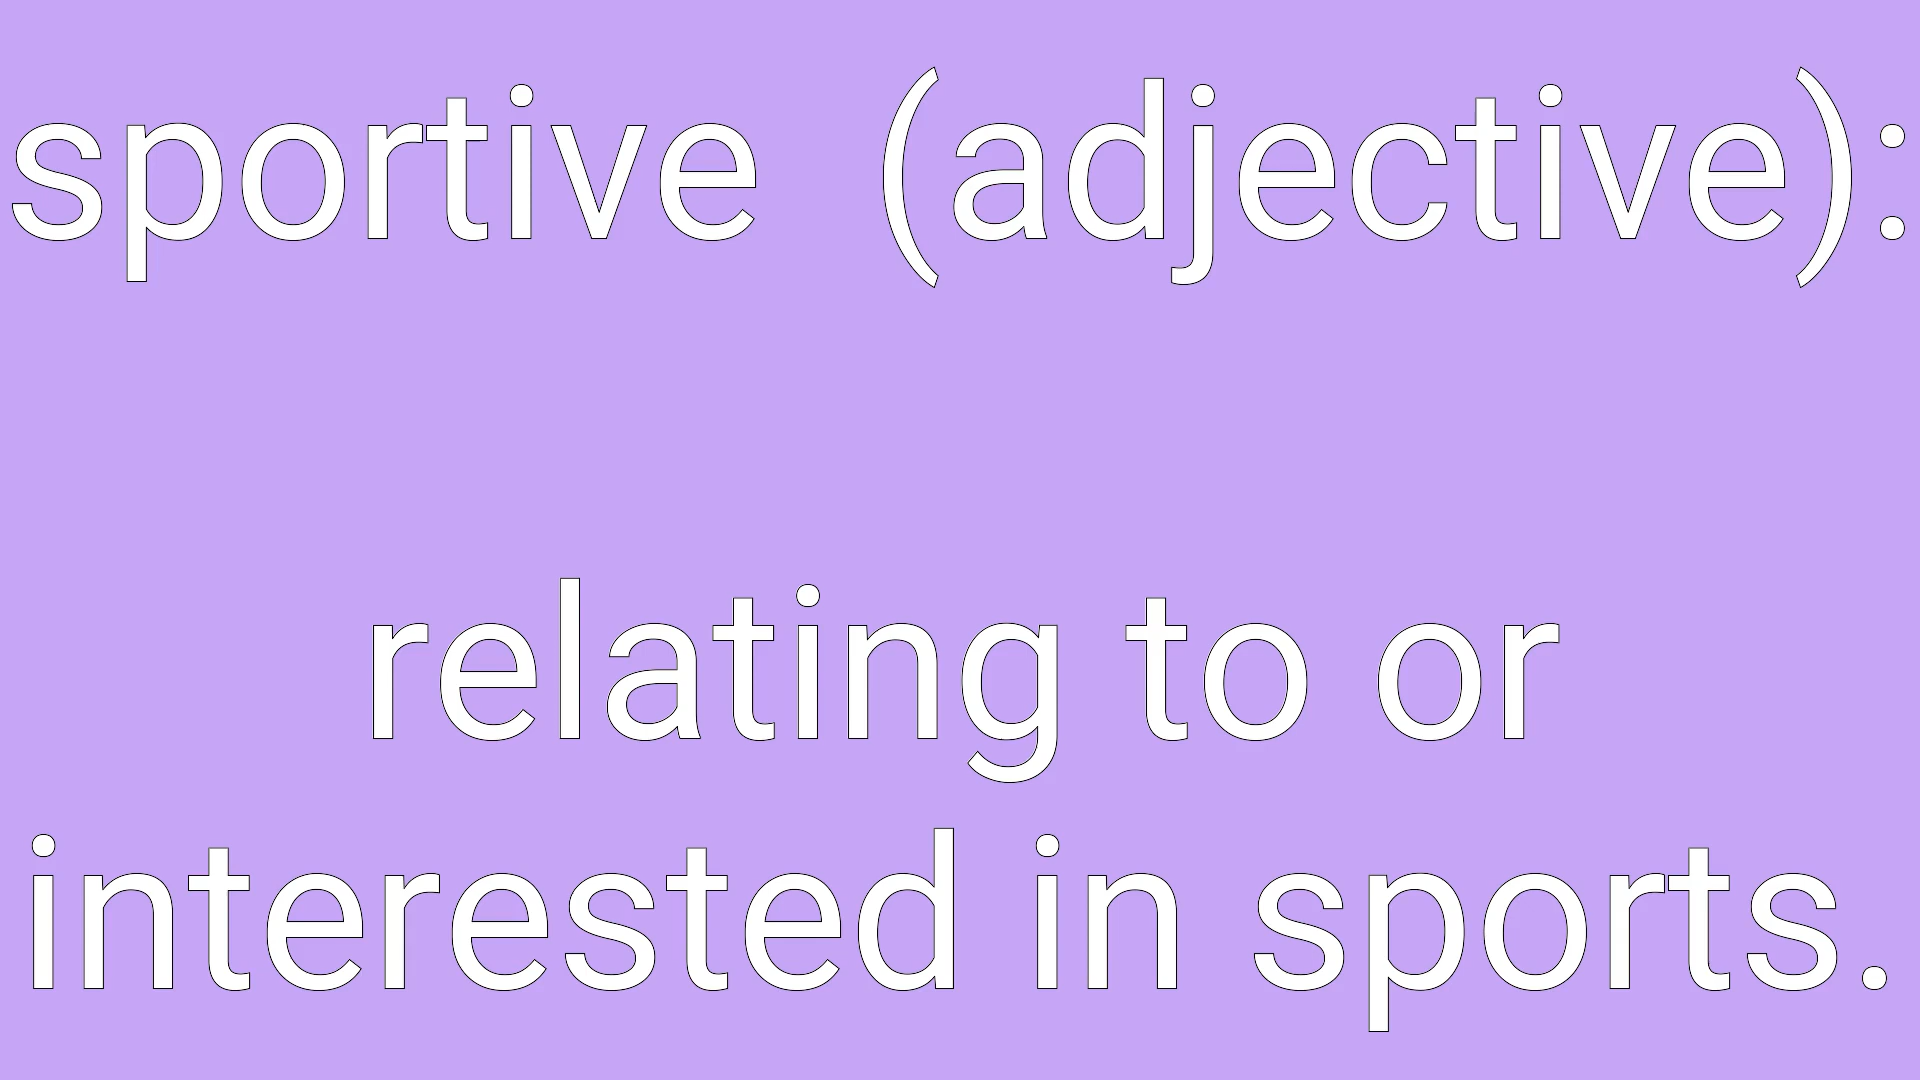 sportive  (adjective):
relating to or
interested in sports.